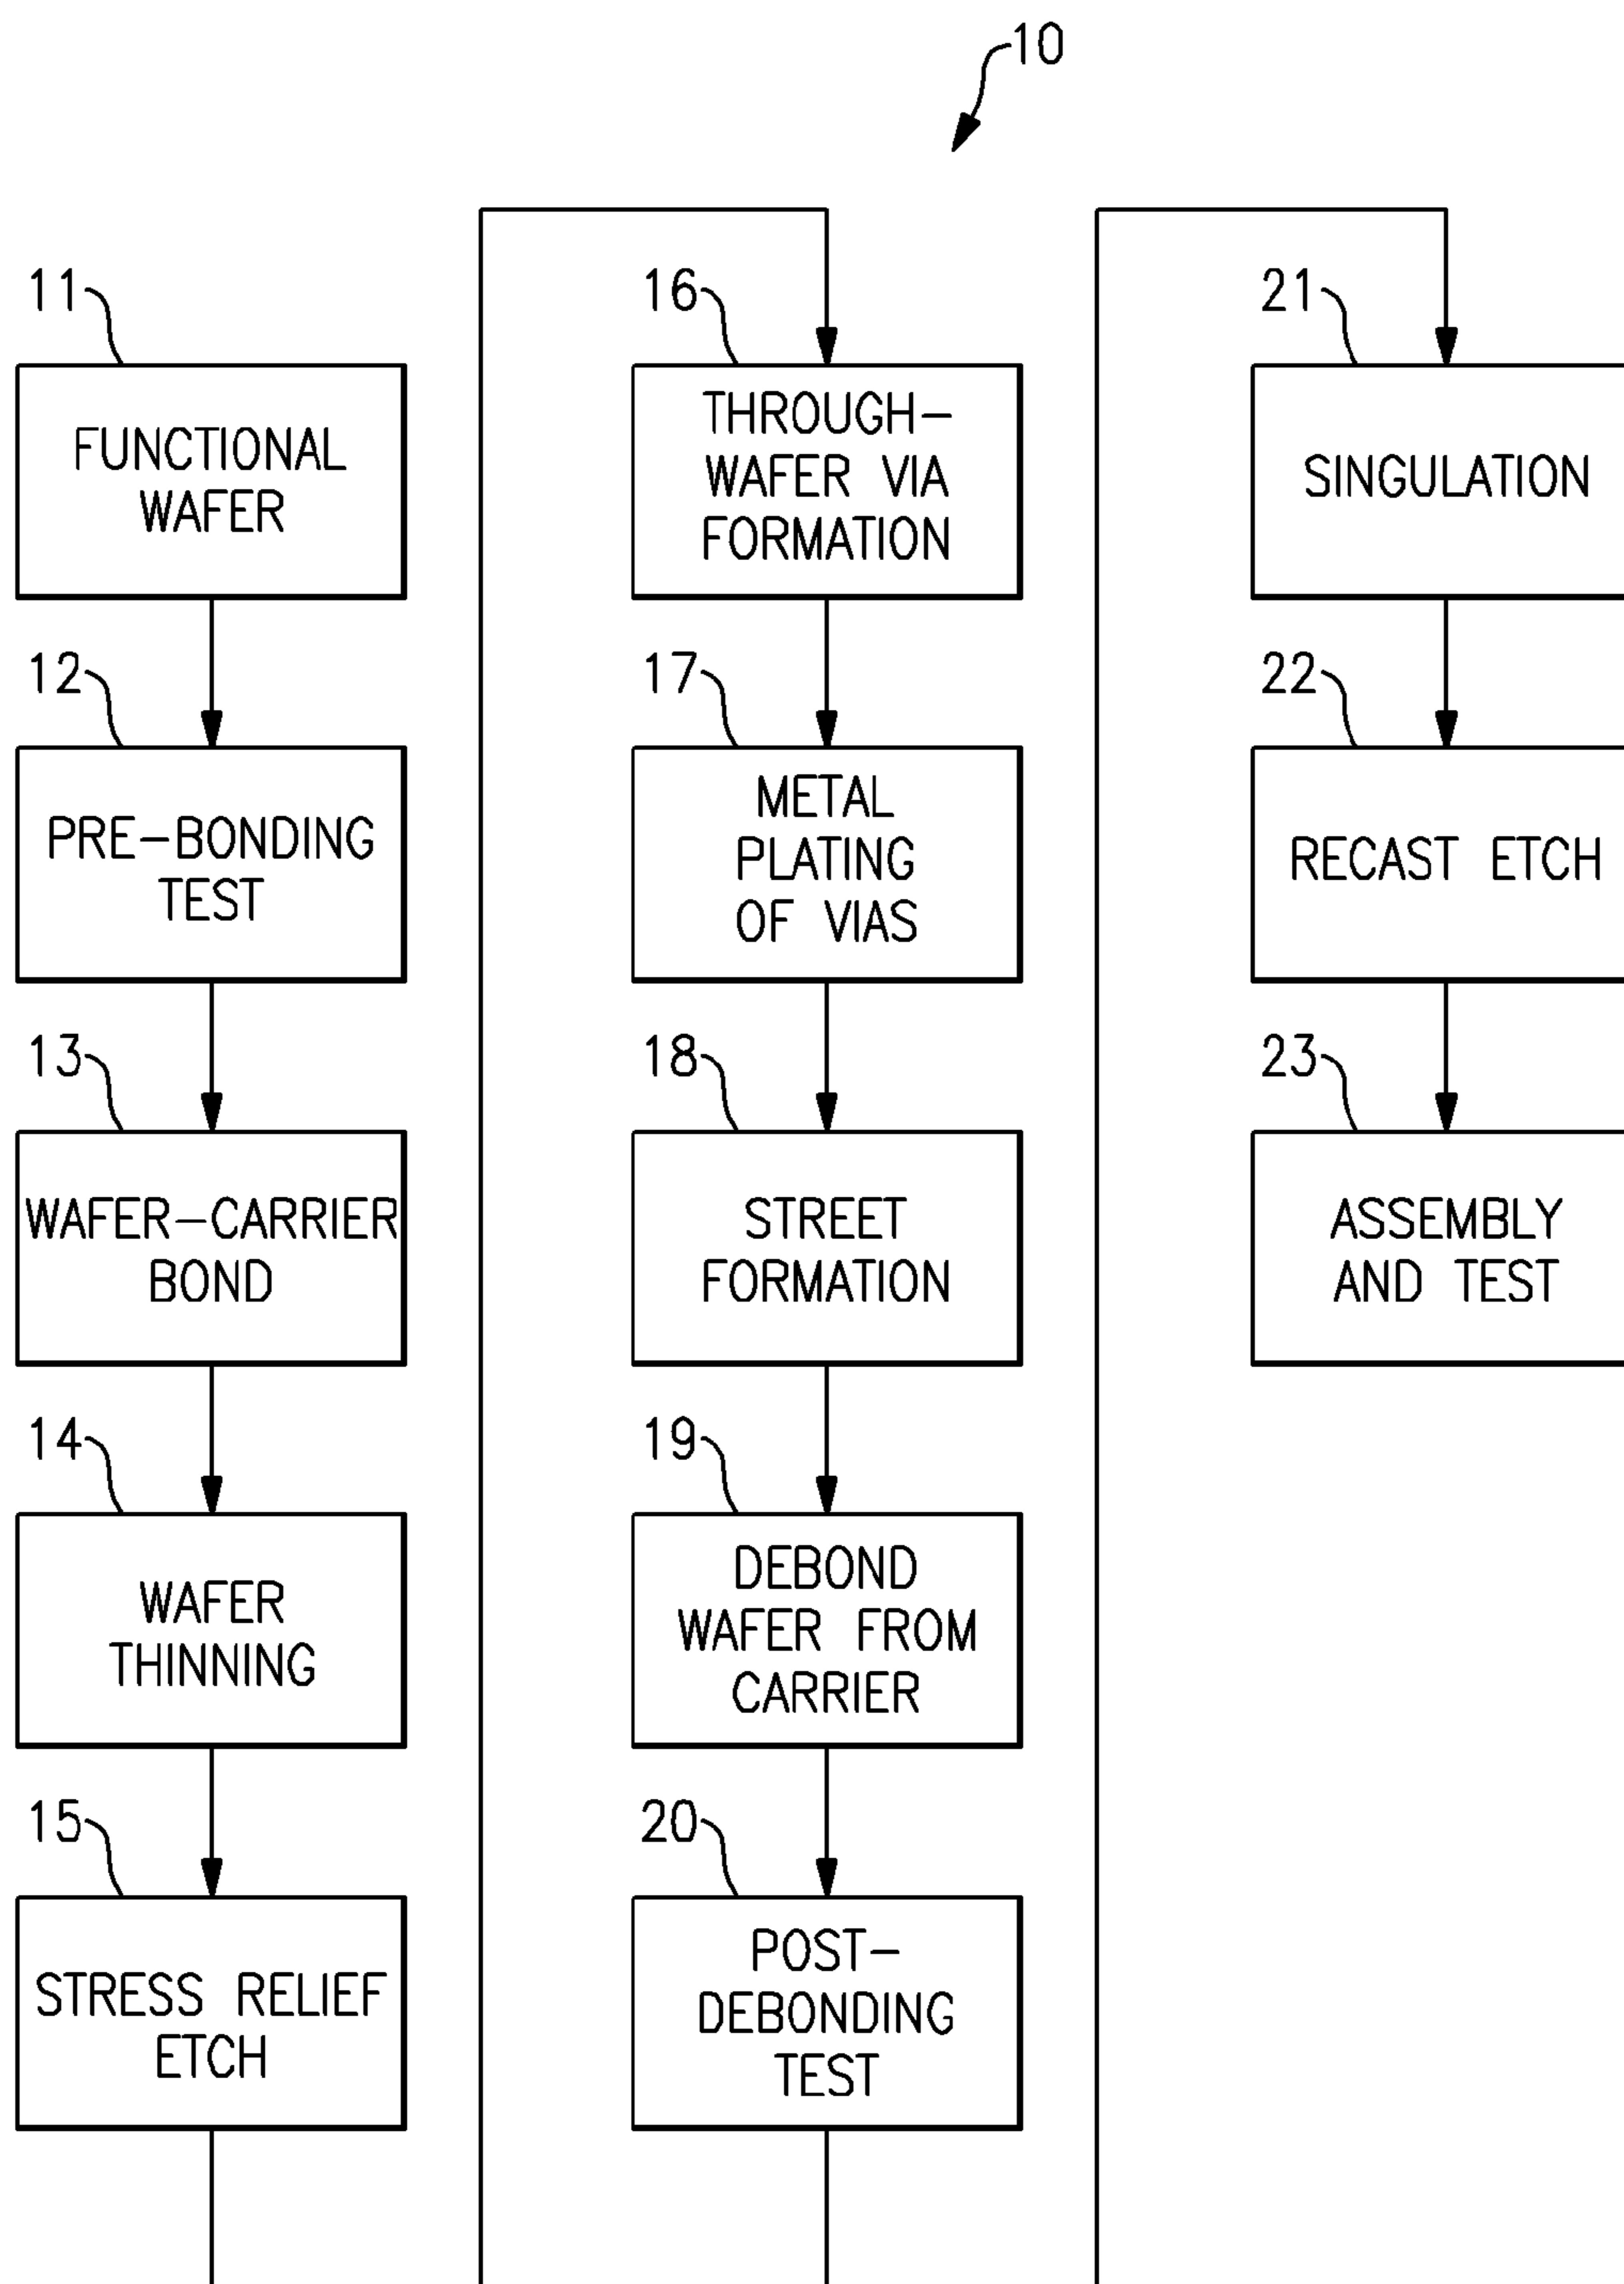 10
11
FUNCTIONAL
WAFER
12
PRE-BONDING
TEST
13
WAFER-CARRIER
BOND
14
WAFER
THINNING
15
STRESS RELIEF
ETCH
16
THROUGH-
WAFER VIA
FORMATION
17
METAL
PLATING
OF VIAS
18
STREET
FORMATION
19
DEBOND
WAFER FROM
CARRIER
20
POST-
DEBONDING
TEST
21
SINGULATION
22
RECAST ETCH
23
ASSEMBLY
AND TEST